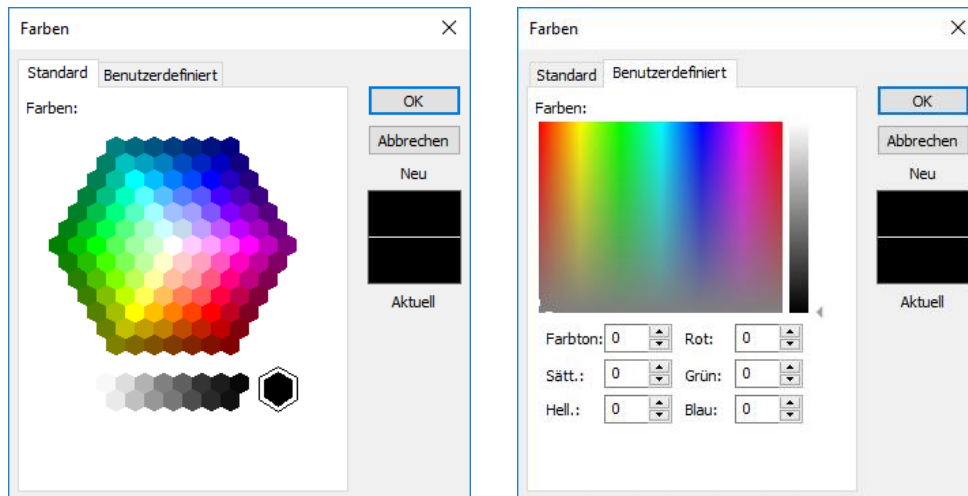 Farben
Standard Benutzerdefiniert
Farben:
OK
Abbrechen
Neu
Aktuell
Farben
Standard Benutzerdefiniert
Farben:
OK
Abbrechen
Neu
Aktuell
Farbton: 0 Rot: 0
Sätt.: 0 Grün: 0
Hell.: 0 Blau: 0